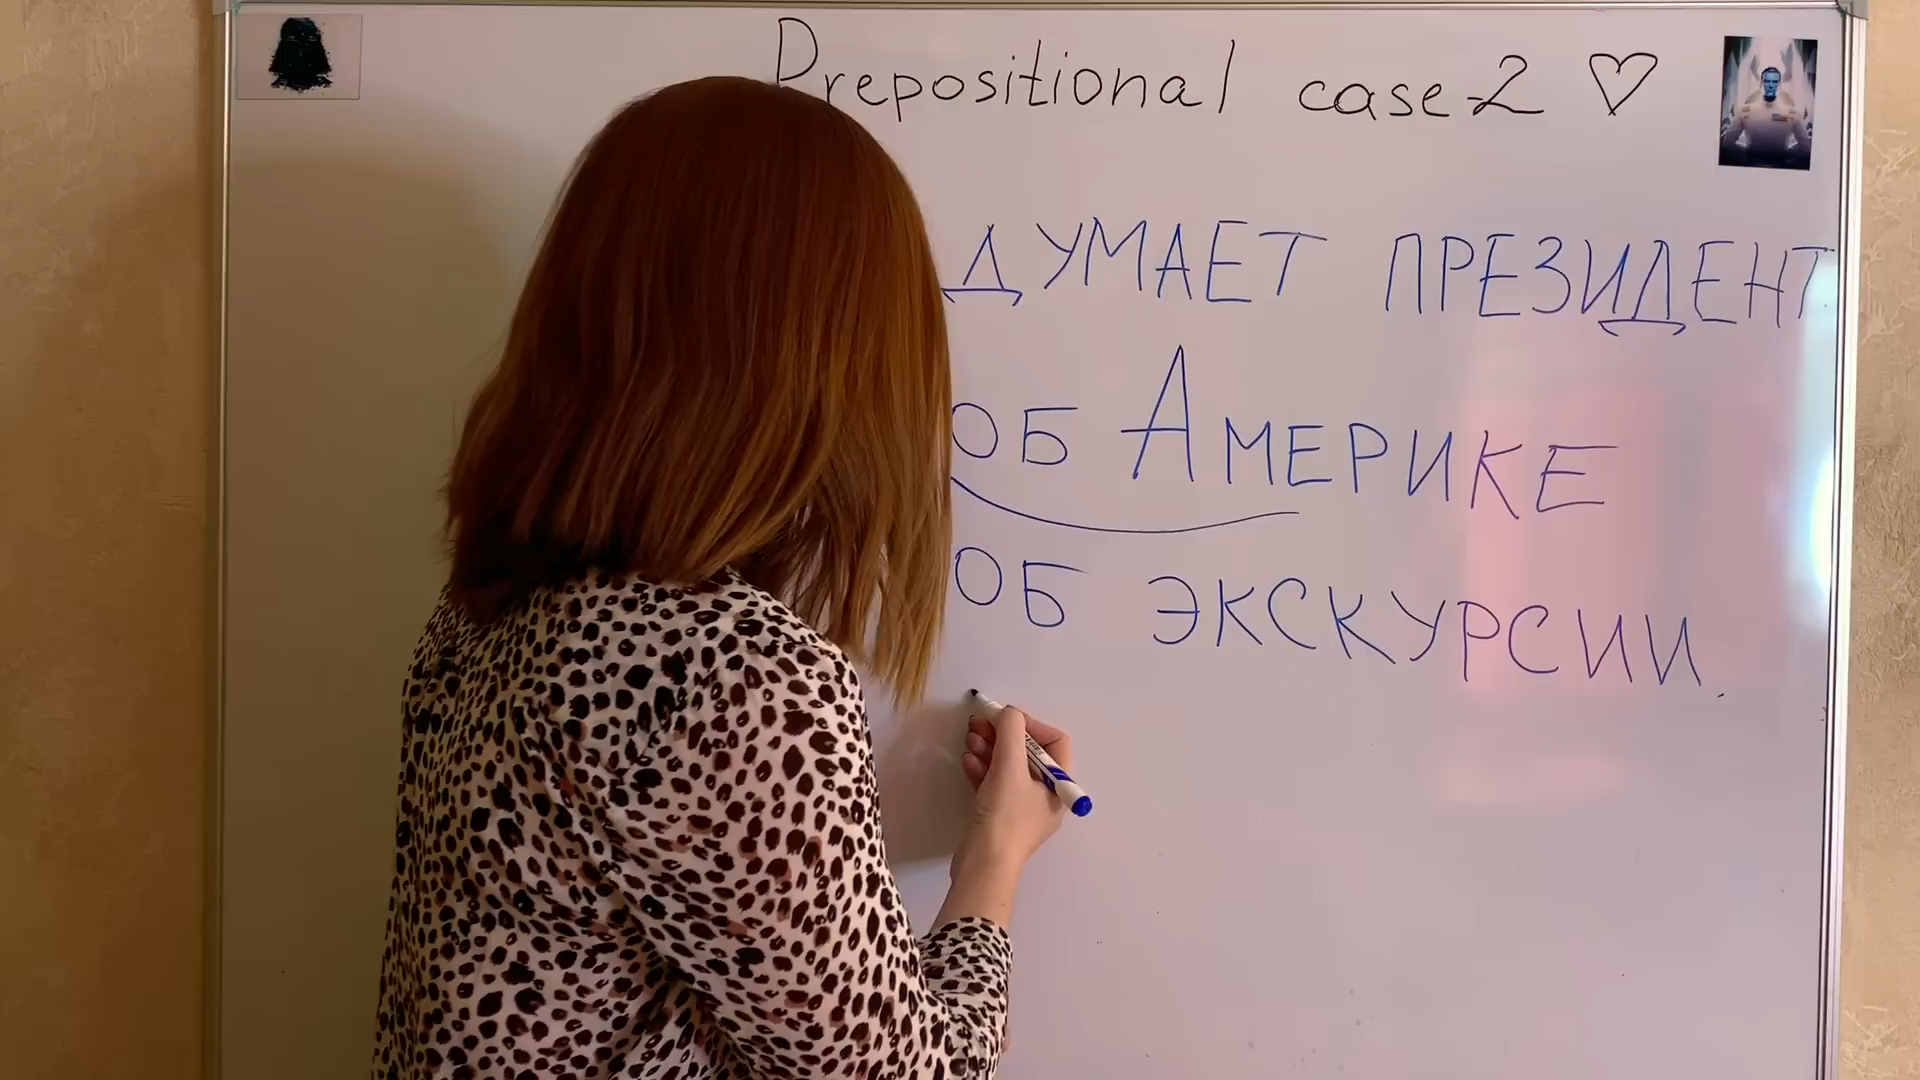 Prepositional case-2 ♡
ДУМАЕТ ПРЕЗИДЕНТ
ОБ АМЕРИКЕ
ОБ ЭКСКУРСИИ.